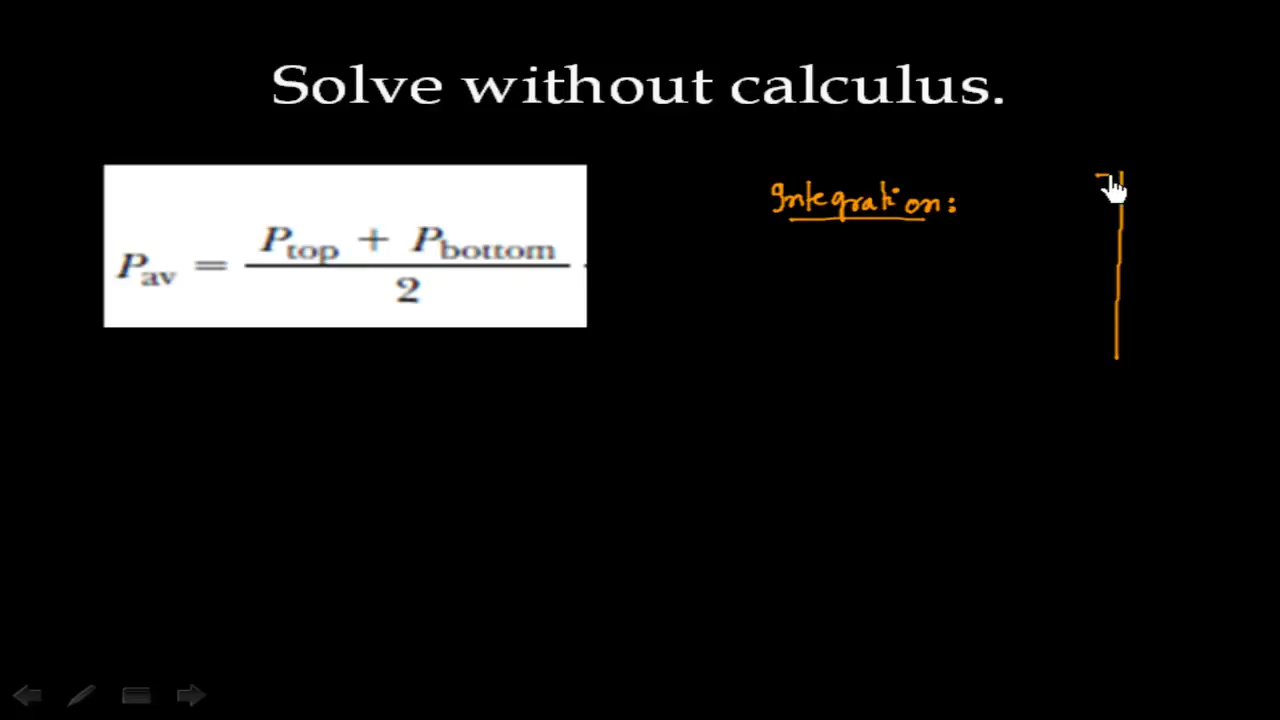 Solve without calculus.
P_av = (P_top + P_bottom) / 2
Integration: